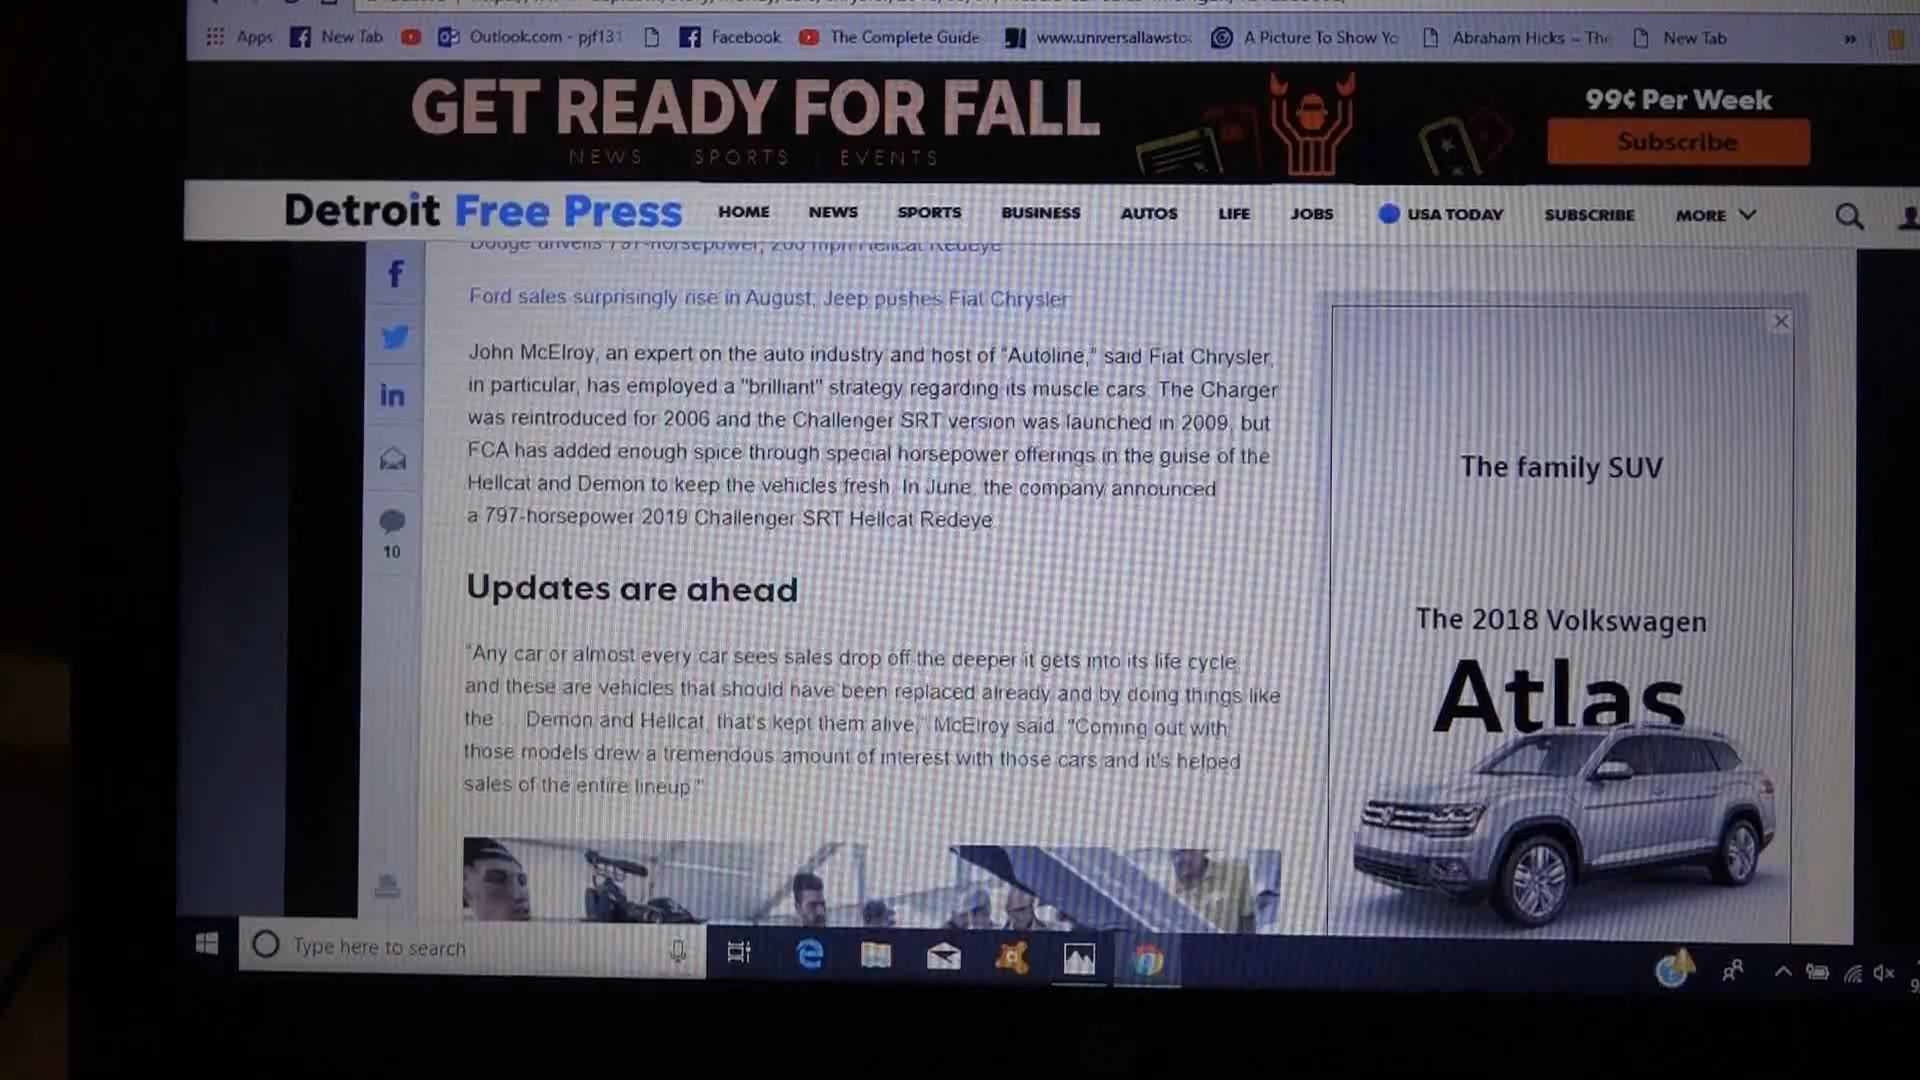 Apps New Tab Outlook.com - pjf131 Facebook The Complete Guide www.universallawsto A Picture To Show Yo Abraham Hicks – The New Tab »
GET READY FOR FALL
NEWS SPORTS EVENTS
99¢ Per Week
Subscribe
Detroit Free Press HOME NEWS SPORTS BUSINESS AUTOS LIFE JOBS USA TODAY SUBSCRIBE MORE
Dodge unveils 797-horsepower, 200 mph Hellcat Redeye
Ford sales surprisingly rise in August; Jeep pushes Fiat Chrysler
John McElroy, an expert on the auto industry and host of "Autoline," said Fiat Chrysler,
in particular, has employed a "brilliant" strategy regarding its muscle cars. The Charger
was reintroduced for 2006 and the Challenger SRT version was launched in 2009, but
FCA has added enough spice through special horsepower offerings in the guise of the
Hellcat and Demon to keep the vehicles fresh. In June, the company announced
a 797-horsepower 2019 Challenger SRT Hellcat Redeye.
10
Updates are ahead
"Any car or almost every car sees sales drop off the deeper it gets into its life cycle,
and these are vehicles that should have been replaced already and by doing things like
the ... Demon and Hellcat, that's kept them alive," McElroy said. "Coming out with
those models drew a tremendous amount of interest with those cars and it's helped
sales of the entire lineup."
The family SUV
The 2018 Volkswagen
Atlas
Type here to search